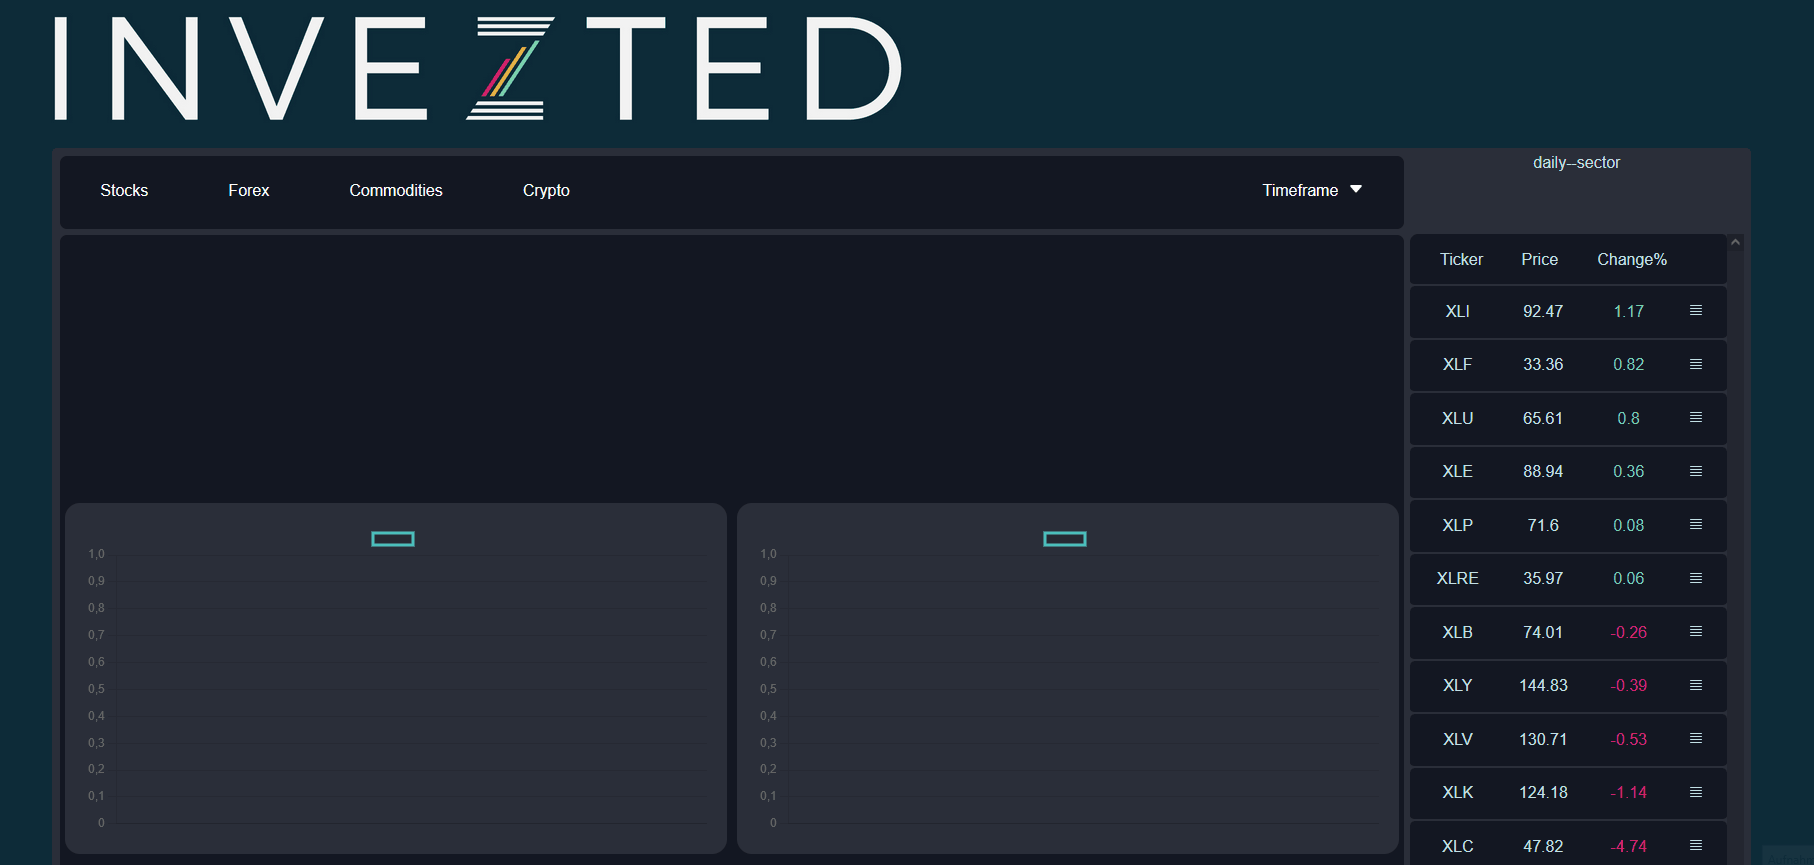 INVEZTED
Stocks Forex Commodities Crypto Timeframe
daily--sector
1,0
0,9
0,8
0,7
0,6
0,5
0,4
0,3
0,2
0,1
0
1,0
0,9
0,8
0,7
0,6
0,5
0,4
0,3
0,2
0,1
0
Ticker Price Change%
XLI 92.47 1.17
XLF 33.36 0.82
XLU 65.61 0.8
XLE 88.94 0.36
XLP 71.6 0.08
XLRE 35.97 0.06
XLB 74.01 -0.26
XLY 144.83 -0.39
XLV 130.71 -0.53
XLK 124.18 -1.14
XLC 47.82 -4.74